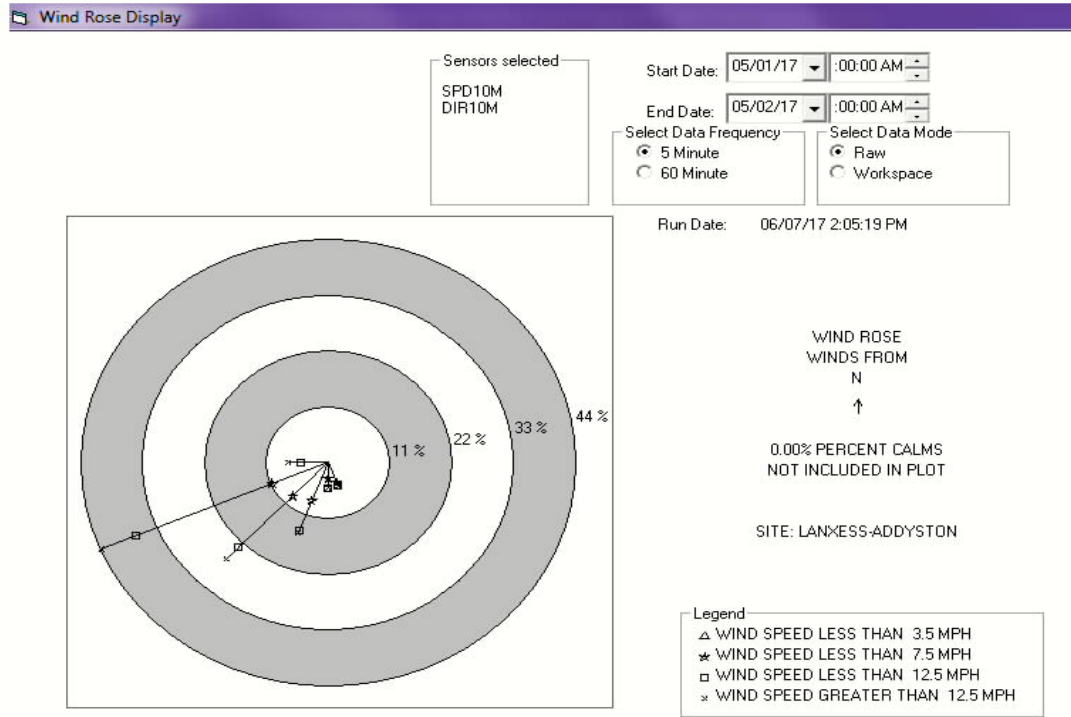 Wind Rose Display
Sensors selected
SPD10M
DIR10M
Start Date: 05/01/17 :00:00 AM
End Date: 05/02/17 :00:00 AM
Select Data Frequency
5 Minute
60 Minute
Select Data Mode
Raw
Workspace
Run Date: 06/07/17 2:05:19 PM
11 %
22 %
33 %
44 %
WIND ROSE
WINDS FROM
N
0.00% PERCENT CALMS
NOT INCLUDED IN PLOT
SITE: LANXESS-ADDYSTON
Legend
WIND SPEED LESS THAN 3.5 MPH
WIND SPEED LESS THAN 7.5 MPH
WIND SPEED LESS THAN 12.5 MPH
WIND SPEED GREATER THAN 12.5 MPH